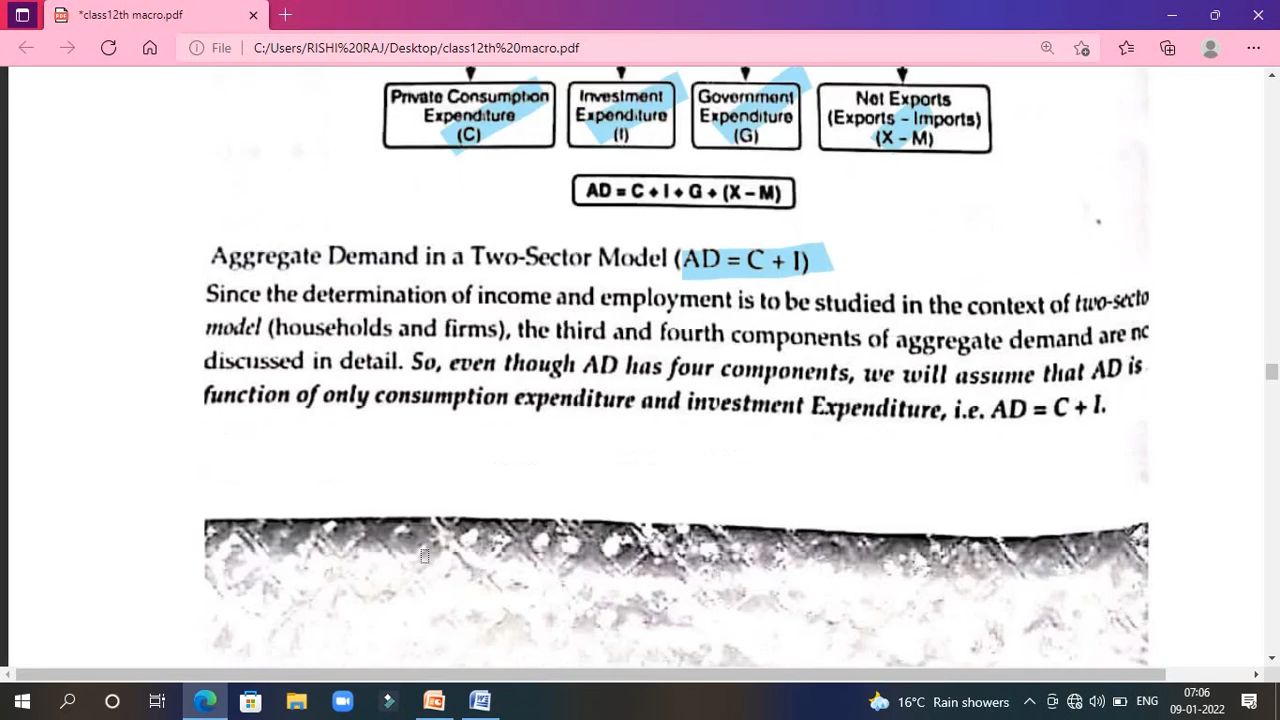 *class12th macro.pdf
File C:/Users/RISHI%20RAJ/Desktop/class12th%20macro.pdf
Private Consumption Expenditure (C)
Investment Expenditure (I)
Government Expenditure (G)
Net Exports (Exports - Imports) (X - M)
AD = C + I + G + (X - M)
Aggregate Demand in a Two-Sector Model (AD = C + I)
Since the determination of income and employment is to be studied in the context of two-secto
model (households and firms), the third and fourth components of aggregate demand are
discussed in detail. So, even though AD has four components, we will assume that AD is
function of only consumption expenditure and investment Expenditure, i.e. AD = C + I.
16°C Rain showers
ENG
07:06
09-01-2022